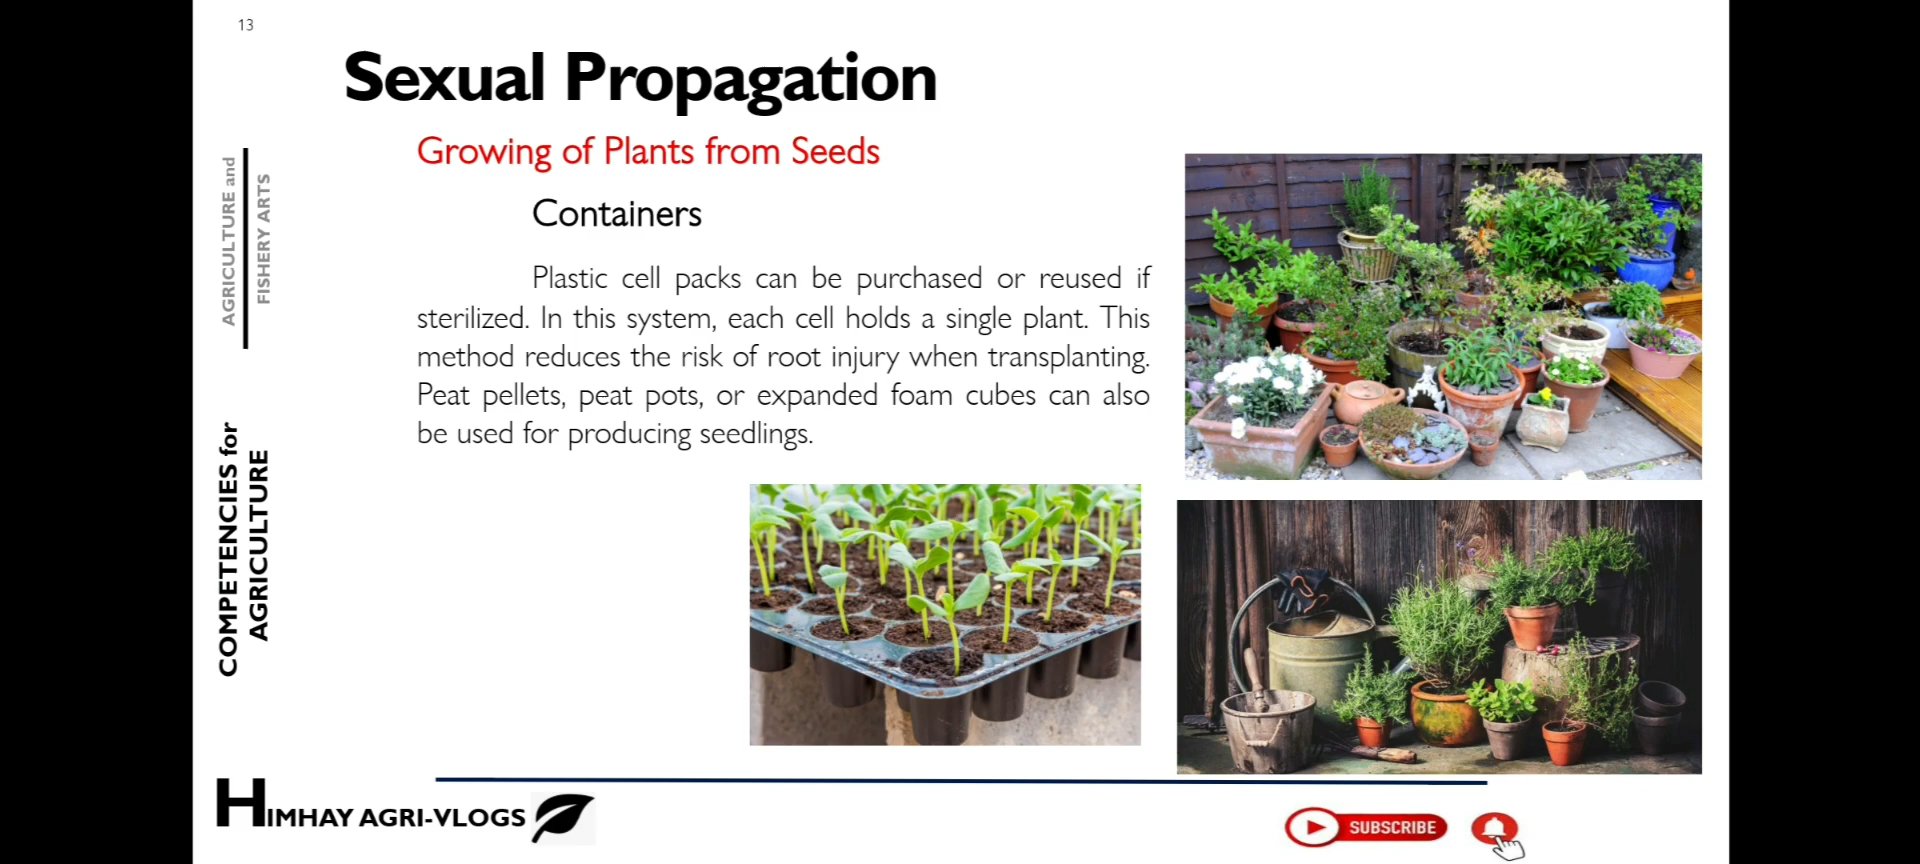 13
Sexual Propagation
Growing of Plants from Seeds
Containers
Plastic cell packs can be purchased or reused if
sterilized. In this system, each cell holds a single plant. This
method reduces the risk of root injury when transplanting.
Peat pellets, peat pots, or expanded foam cubes can also
be used for producing seedlings.
AGRICULTURE and
FISHERY ARTS
COMPETENCIES for
AGRICULTURE
HIMHAY AGRI-VLOGS
SUBSCRIBE